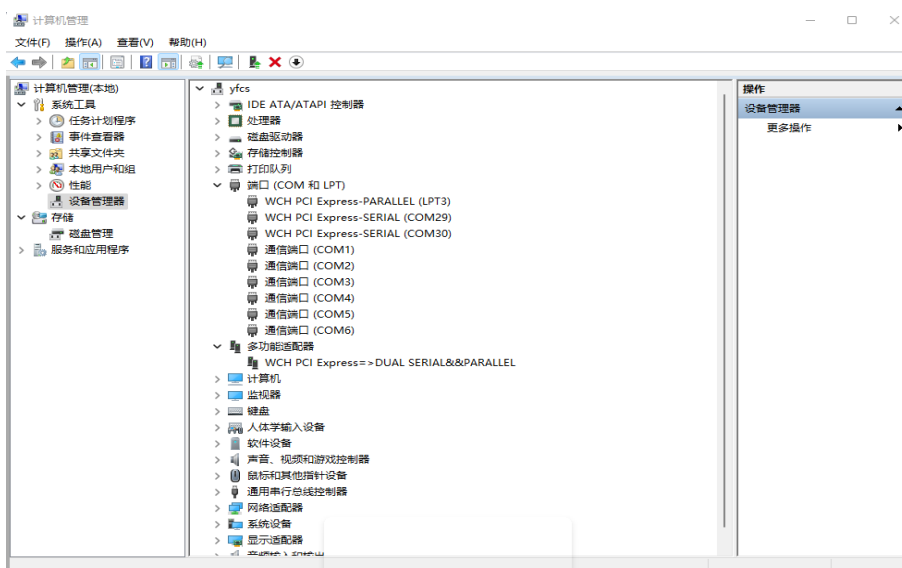 计算机管理
文件(F) 操作(A) 查看(V) 帮助(H)
计算机管理(本地)
系统工具
任务计划程序
事件查看器
共享文件夹
本地用户和组
性能
设备管理器
存储
磁盘管理
服务和应用程序
yfcs
IDE ATA/ATAPI 控制器
处理器
磁盘驱动器
存储控制器
打印队列
端口 (COM 和 LPT)
WCH PCI Express-PARALLEL (LPT3)
WCH PCI Express-SERIAL (COM29)
WCH PCI Express-SERIAL (COM30)
通信端口 (COM1)
通信端口 (COM2)
通信端口 (COM3)
通信端口 (COM4)
通信端口 (COM5)
通信端口 (COM6)
多功能适配器
WCH PCI Express=>DUAL SERIAL&&PARALLEL
计算机
监视器
键盘
人体学输入设备
软件设备
声音、视频和游戏控制器
鼠标和其他指针设备
通用串行总线控制器
网络适配器
系统设备
显示适配器
音频输入和输出
操作
设备管理器
更多操作